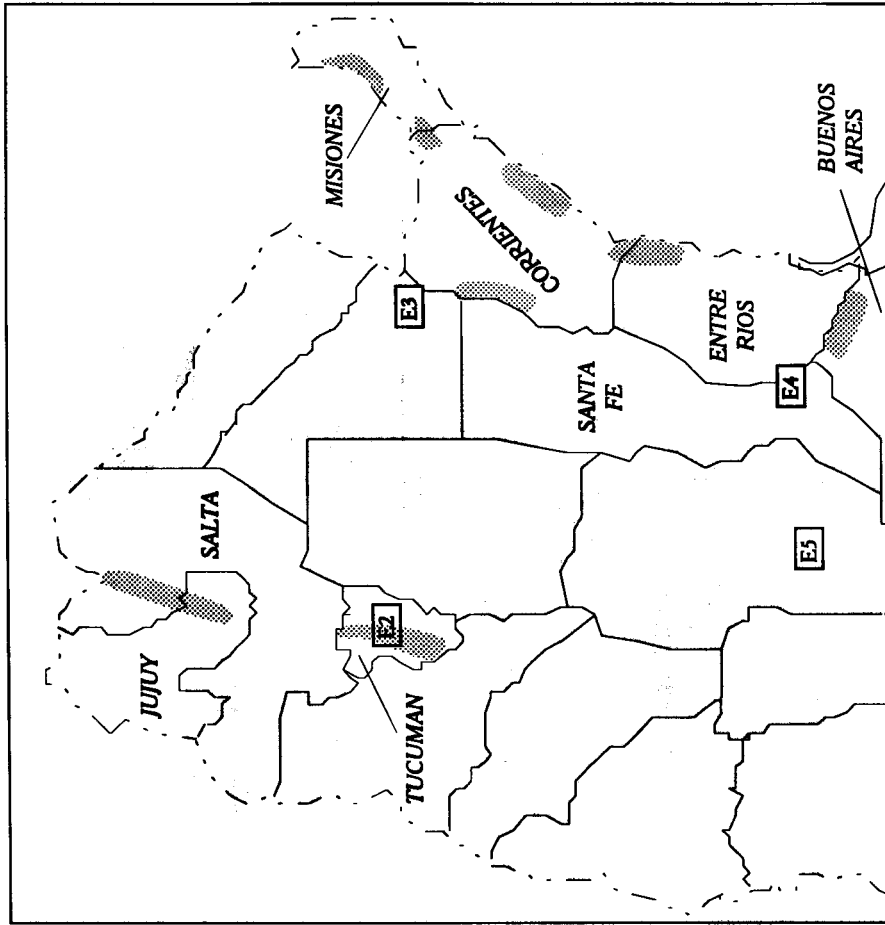 MISIONES
JUJUY
SALTA
CORRIENTES
E3
TUCUMAN
E2
SANTA
FE
ENTRE
RIOS
E4
BUENOS
AIRES
E5